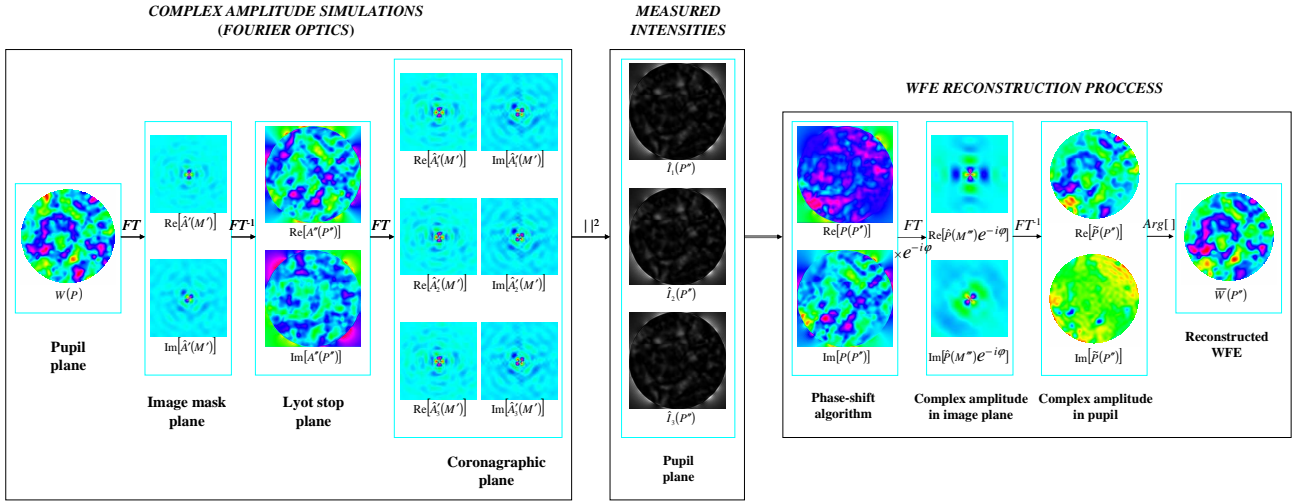 COMPLEX AMPLITUDE SIMULATIONS
(FOURIER OPTICS)
MEASURED
INTENSITIES
WFE RECONSTRUCTION PROCCESS
W(P)
Pupil
plane
FT
Re[Â'(M')]
Im[Â'(M')]
Image mask
plane
FT⁻¹
Re[A''(P'')]
Im[A''(P'')]
Lyot stop
plane
FT
Re[Â'₁(M')] Im[Â'₁(M')]
Re[Â'₂(M')] Im[Â'₂(M')]
Re[Â'₃(M')] Im[Â'₃(M')]
Coronagraphic
plane
| |²
Î₁(P'')
Î₂(P'')
Î₃(P'')
Pupil
plane
Re[P(P'')]
Im[P(P'')]
Phase-shift
algorithm
FT
×e^{-iφ}
Re[P̂(M''')e^{-iφ}]
Im[P̂(M''')e^{-iφ}]
Complex amplitude
in image plane
FT⁻¹
Re[P̃(P'')]
Im[P̃(P'')]
Complex amplitude
in pupil
Arg[ ]
W̅(P'')
Reconstructed
WFE